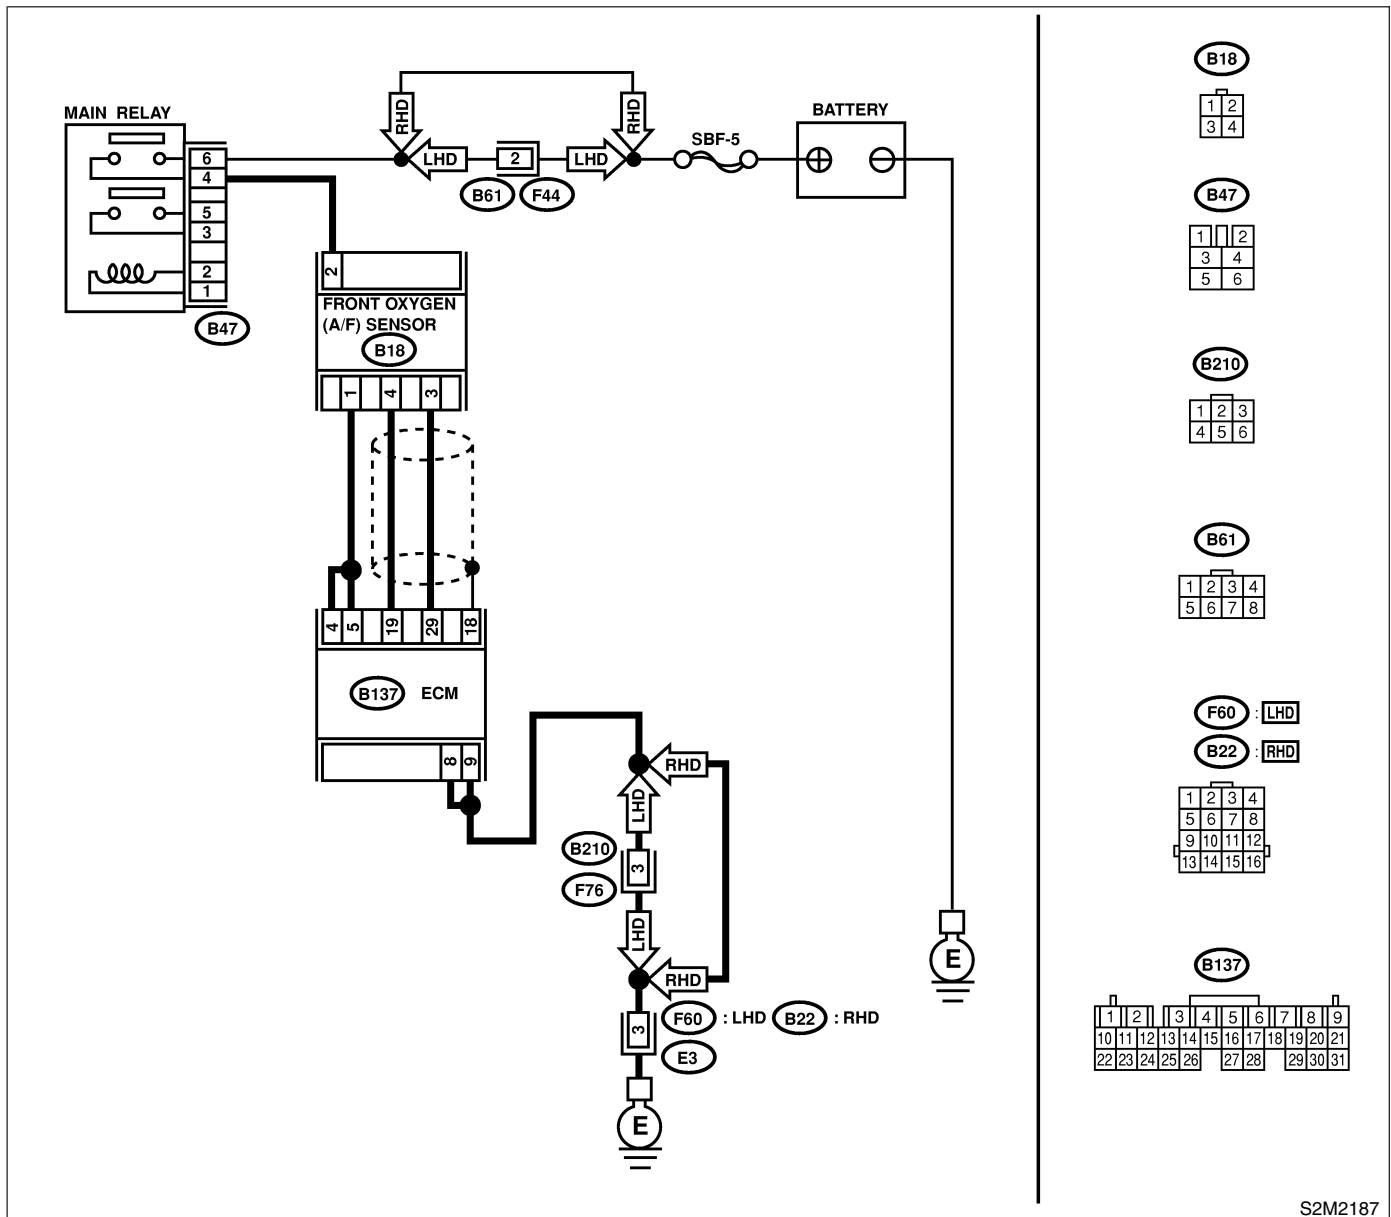 MAIN RELAY
6
4
5
3
2
1
B47
RHD
RHD
LHD
2
LHD
B61
F44
SBF-5
BATTERY
2
FRONT OXYGEN
(A/F) SENSOR
B18
1
4
3
4
5
19
29
18
B137 ECM
8
9
RHD
LHD
B210
3
F76
LHD
RHD
F60 : LHD B22 : RHD
3
E3
E
E
B18
1 2
3 4
B47
1 2
3 4
5 6
B210
1 2 3
4 5 6
B61
1 2 3 4
5 6 7 8
F60 : LHD
B22 : RHD
1 2 3 4
5 6 7 8
9 10 11 12
13 14 15 16
B137
1 2 3 4 5 6 7 8 9
10 11 12 13 14 15 16 17 18 19 20 21
22 23 24 25 26 27 28 29 30 31
S2M2187